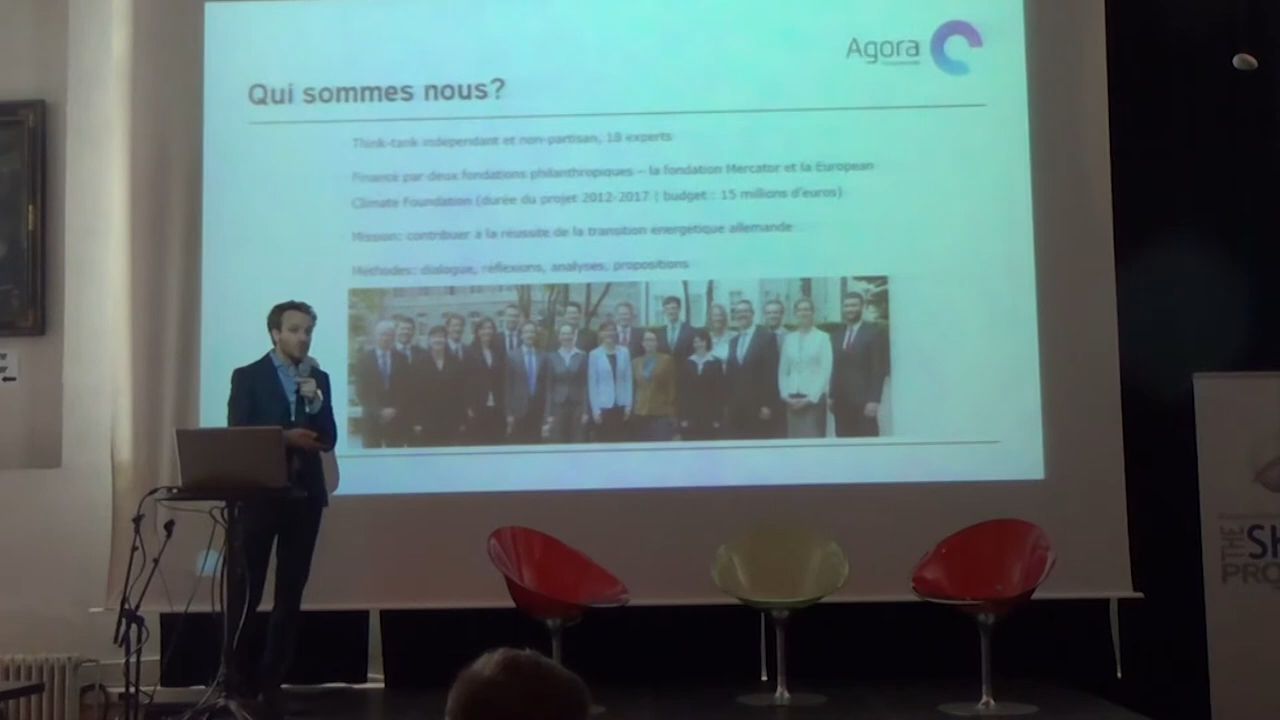 Agora
Qui sommes nous?
Think-tank indépendant et non-partisan, 18 experts
Financé par deux fondations philanthropiques – la fondation Mercator et la European
Climate Foundation (durée du projet 2012-2017 | budget : 15 millions d'euros)
Mission: contribuer à la réussite de la transition énergétique allemande
Méthodes: dialogue, réflexions, analyses, propositions
THE
PRO